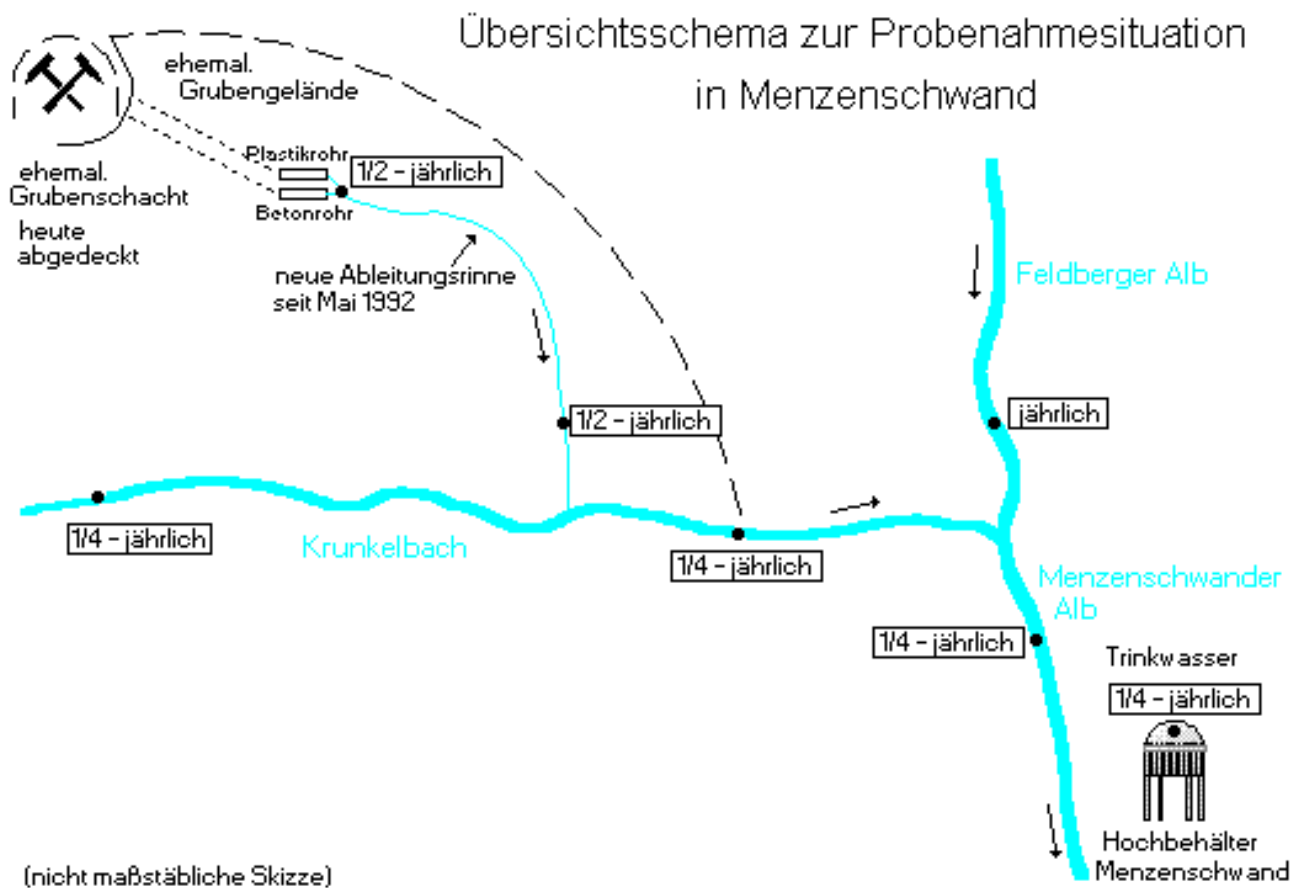 Übersichtsschema zur Probenahmesituation
in Menzenschwand
ehemal.
Grubengelände
Plastikrohr
1/2 - jährlich
ehemal.
Grubenschacht
Betonrohr
heute
abgedeckt
neue Ableitungsrinne
seit Mai 1992
Feldberger Alb
1/2 - jährlich
jährlich
1/4 - jährlich
Krunkelbach
1/4 - jährlich
Menzenschwander
Alb
1/4 - jährlich
Trinkwasser
1/4 - jährlich
Hochbehälter
Menzenschwand
(nicht maßstäbliche Skizze)